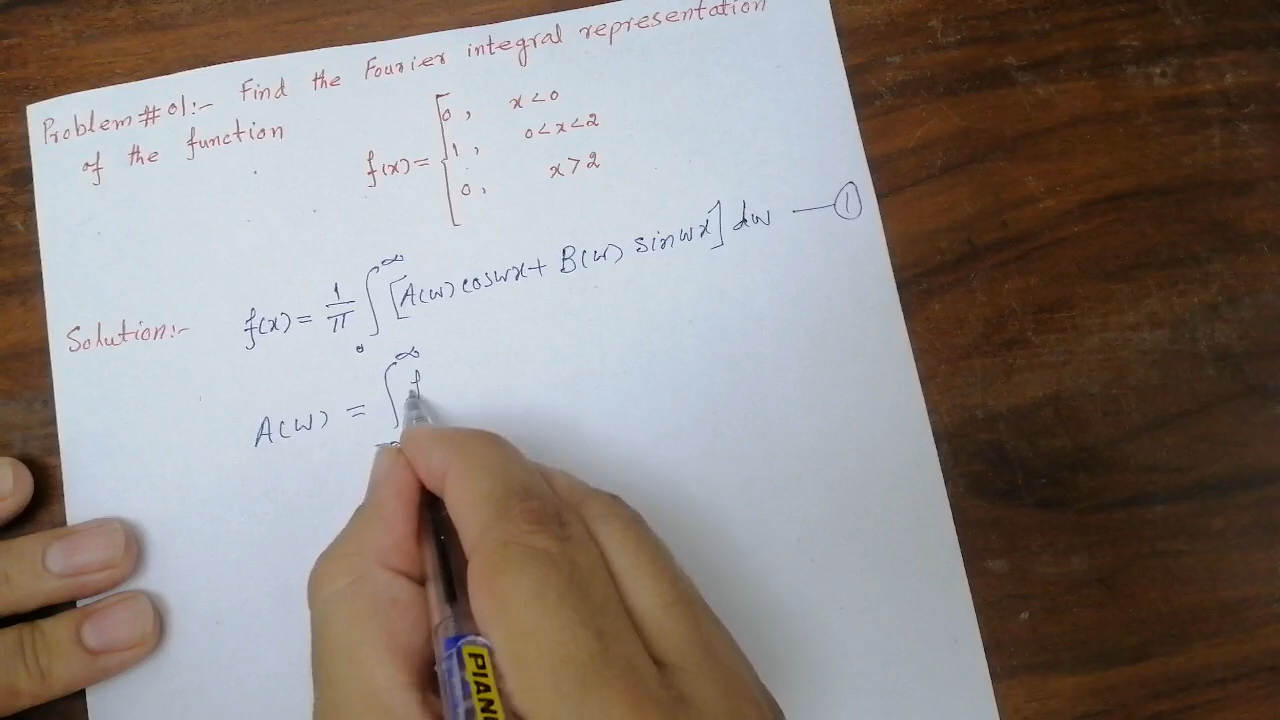 Problem #01:- Find the Fourier integral representation
of the function
f(x) = [ 0, x<0
1, 0<x<2
0, x>2
Solution:- f(x) = 1/π ∫₀^∞ [A(w) cos wx + B(w) sin wx] dw — ①
A(w) = ∫₋∞^∞ f
PIAN